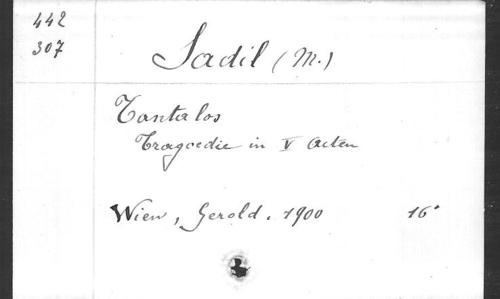 442
307
Sadil (M.)
Tantalos
Tragoedie in V Acten
Wien, Gerold. 1900 16°